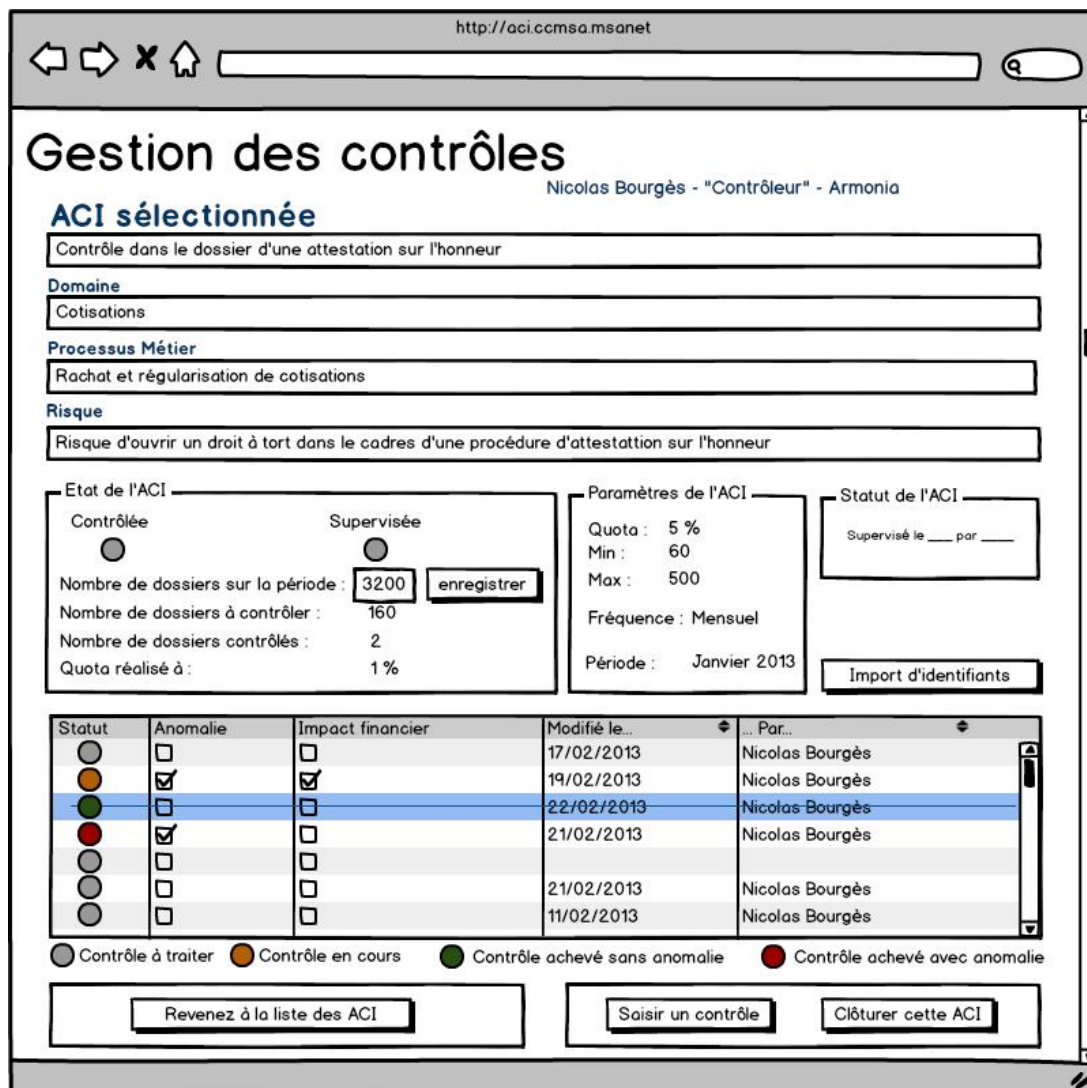 http://aci.ccmsa.msanet
Gestion des contrôles
Nicolas Bourgès - "Contrôleur" - Armonia
ACI sélectionnée
Contrôle dans le dossier d'une attestation sur l'honneur
Domaine
Cotisations
Processus Métier
Rachat et régularisation de cotisations
Risque
Risque d'ouvrir un droit à tort dans le cadres d'une procédure d'attestattion sur l'honneur
Etat de l'ACI
Contrôlée Supervisée
Nombre de dossiers sur la période : 3200 enregistrer
Nombre de dossiers à contrôler : 160
Nombre de dossiers contrôlés : 2
Quota réalisé à : 1 %
Paramètres de l'ACI
Quota : 5 %
Min : 60
Max : 500
Fréquence : Mensuel
Période : Janvier 2013
Statut de l'ACI
Supervisé le ___ par ____
Import d'identifiants
Statut Anomalie Impact financier Modifié le... ... Par...
17/02/2013 Nicolas Bourgès
19/02/2013 Nicolas Bourgès
22/02/2013 Nicolas Bourgès
21/02/2013 Nicolas Bourgès
21/02/2013 Nicolas Bourgès
11/02/2013 Nicolas Bourgès
Contrôle à traiter Contrôle en cours Contrôle achevé sans anomalie Contrôle achevé avec anomalie
Revenez à la liste des ACI Saisir un contrôle Clôturer cette ACI